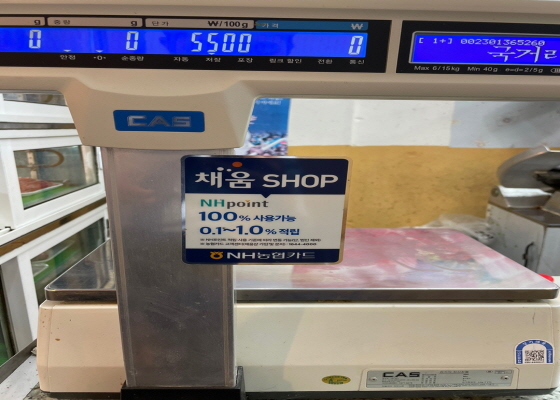 g 총량 g 단가 ₩/100g 가격 ₩
0 0 5500 0
안정 -0- 순중량 자동 저장 포장 링크 할인 전환 통신
[ 1+] 002301365260
국거리
Max 6/15kg Min 40g e=d=2/5g
CAS
채움 SHOP
NHpoint
100% 사용가능
0.1~1.0% 적립
NH농협카드
CAS